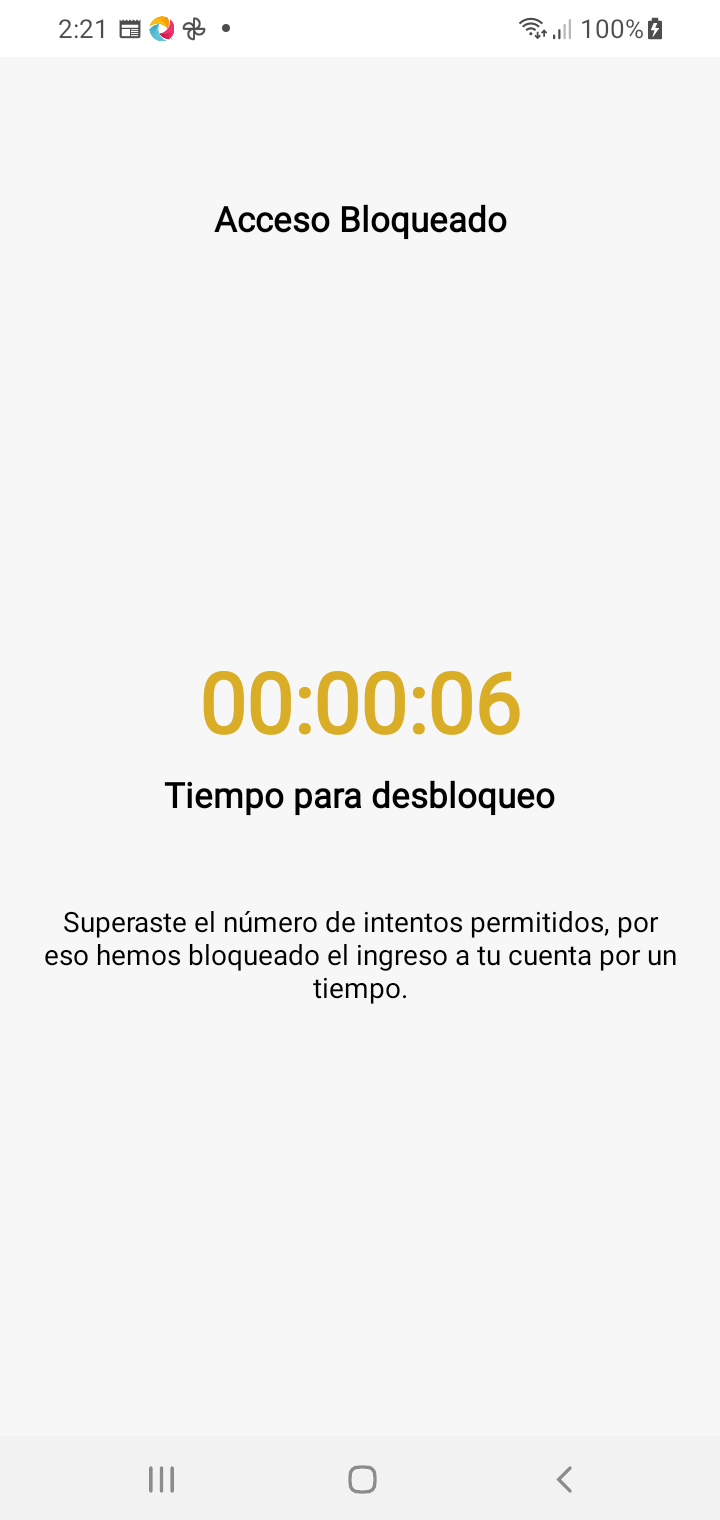 2:21
100%
Acceso Bloqueado
00:00:06
Tiempo para desbloqueo
Superaste el número de intentos permitidos, por
eso hemos bloqueado el ingreso a tu cuenta por un
tiempo.